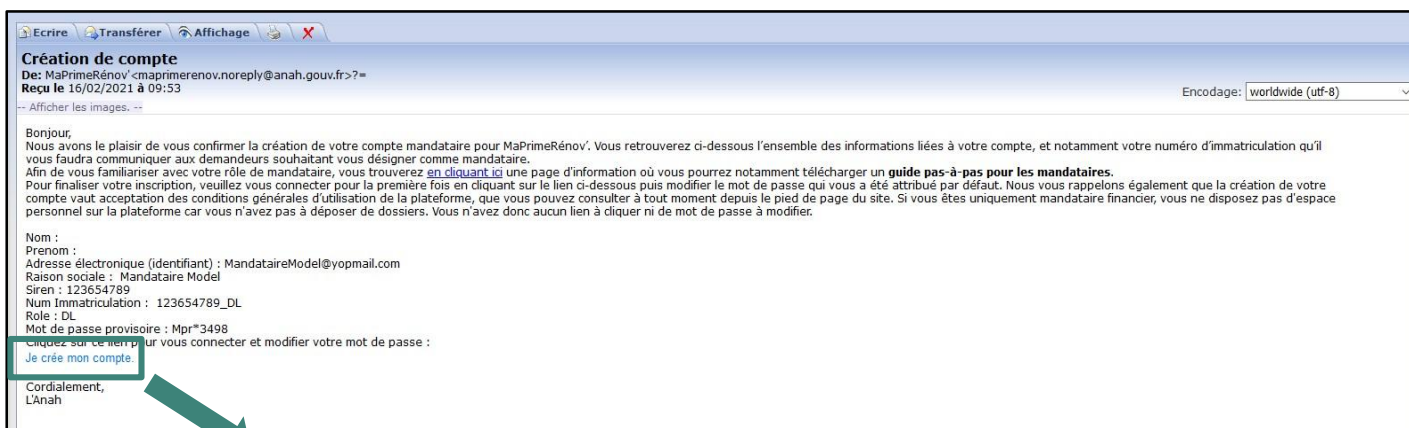 Ecrire Transférer Affichage
Création de compte
De: MaPrimeRénov'<maprimerenov.noreply@anah.gouv.fr>?=
Reçu le 16/02/2021 à 09:53
Encodage: worldwide (utf-8)
-- Afficher les images. --
Bonjour,
Nous avons le plaisir de vous confirmer la création de votre compte mandataire pour MaPrimeRénov’. Vous retrouverez ci-dessous l’ensemble des informations liées à votre compte, et notamment votre numéro d’immatriculation qu’il
vous faudra communiquer aux demandeurs souhaitant vous désigner comme mandataire.
Afin de vous familiariser avec votre rôle de mandataire, vous trouverez en cliquant ici une page d’information où vous pourrez notamment télécharger un guide pas-à-pas pour les mandataires.
Pour finaliser votre inscription, veuillez vous connecter pour la première fois en cliquant sur le lien ci-dessous puis modifier le mot de passe qui vous a été attribué par défaut. Nous vous rappelons également que la création de votre
compte vaut acceptation des conditions générales d’utilisation de la plateforme, que vous pouvez consulter à tout moment depuis le pied de page du site. Si vous êtes uniquement mandataire financier, vous ne disposez pas d'espace
personnel sur la plateforme car vous n'avez pas à déposer de dossiers. Vous n’avez donc aucun lien à cliquer ni de mot de passe à modifier.
Nom :
Prenom :
Adresse électronique (identifiant) : MandataireModel@yopmail.com
Raison sociale : Mandataire Model
Siren : 123654789
Num Immatriculation : 123654789_DL
Role : DL
Mot de passe provisoire : Mpr*3498
Cliquez sur ce lien pour vous connecter et modifier votre mot de passe :
Je crée mon compte.
Cordialement,
L'Anah